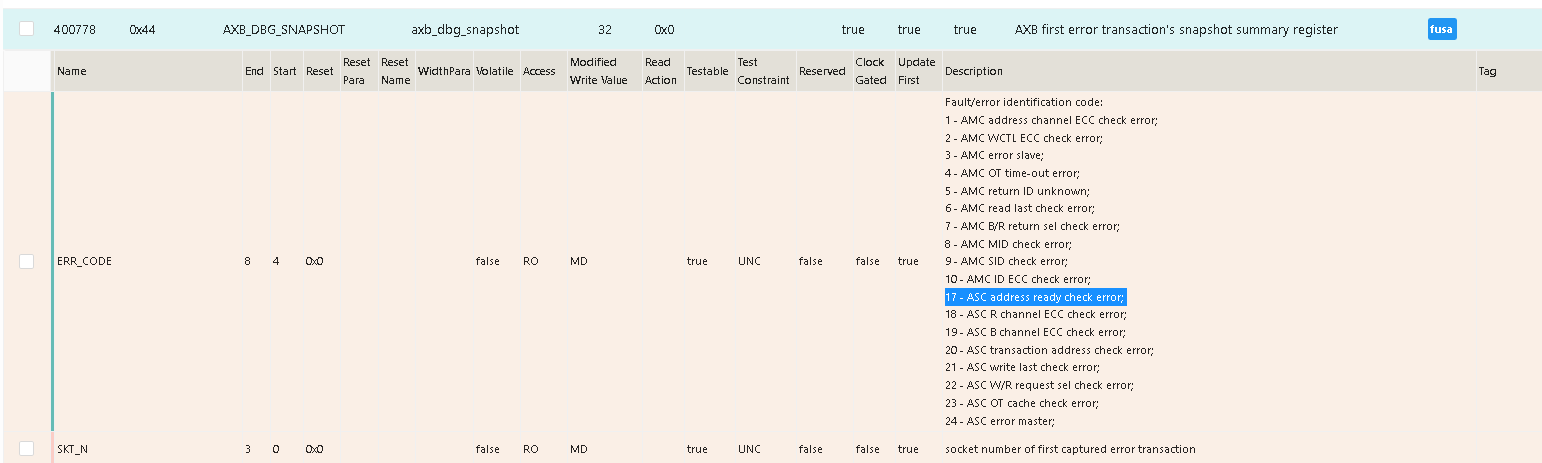 400778 0x44 AXB_DBG_SNAPSHOT axb_dbg_snapshot 32 0x0 true true true AXB first error transaction's snapshot summary register fusa
Name End Start Reset Reset Para Reset Name WidthPara Volatile Access Modified Write Value Read Action Testable Test Constraint Reserved Clock Gated Update First Description Tag
Fault/error identification code:
1 - AMC address channel ECC check error;
2 - AMC WCTL ECC check error;
3 - AMC error slave;
4 - AMC OT time-out error;
5 - AMC return ID unknown;
6 - AMC read last check error;
7 - AMC B/R return sel check error;
8 - AMC MID check error;
ERR_CODE 8 4 0x0 false RO MD true UNC false false true 9 - AMC SID check error;
10 - AMC ID ECC check error;
17 - ASC address ready check error;
18 - ASC R channel ECC check error;
19 - ASC B channel ECC check error;
20 - ASC transaction address check error;
21 - ASC write last check error;
22 - ASC W/R request sel check error;
23 - ASC OT cache check error;
24 - ASC error master;
SKT_N 3 0 0x0 false RO MD true UNC false false true socket number of first captured error transaction